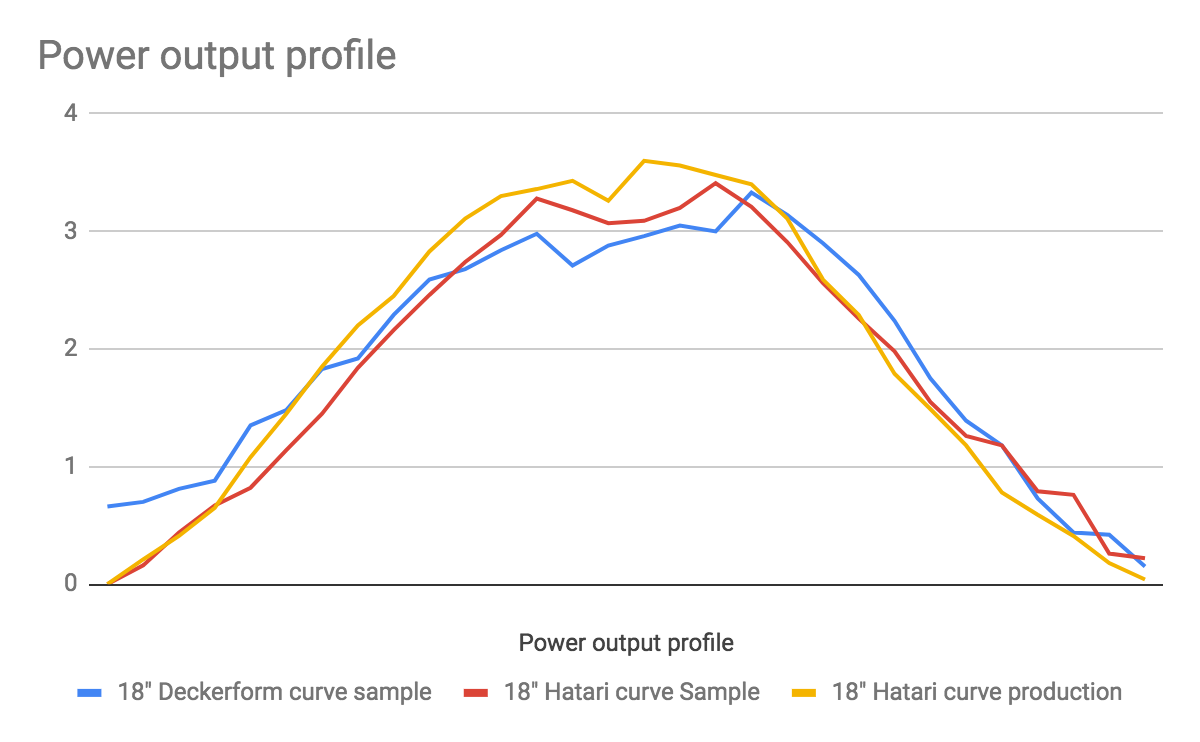 Power output profile
4
3
2
1
0
Power output profile
18" Deckerform curve sample 18" Hatari curve Sample 18" Hatari curve production